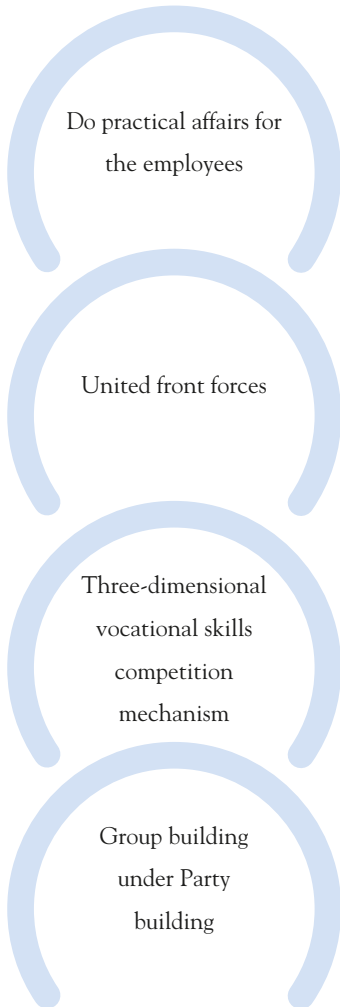 Do practical affairs for
the employees
United front forces
Three-dimensional
vocational skills
competition
mechanism
Group building
under Party
building